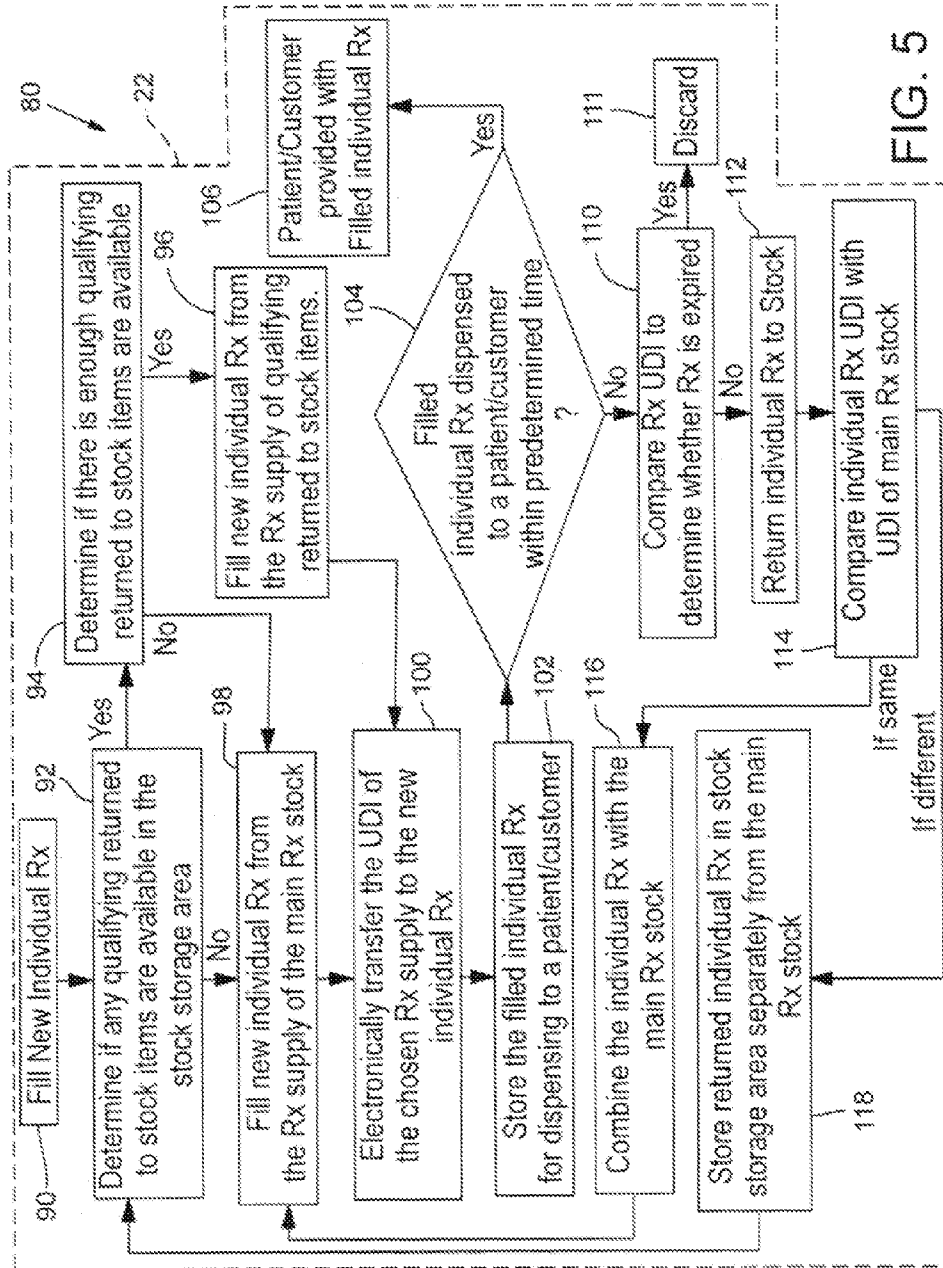 80
22
90
Fill New Individual Rx
92
Determine if any qualifying returned
to stock items are available in the
stock storage area
Yes
No
94
Determine if there is enough qualifying
returned to stock items are available
Yes
No
96
Fill new individual Rx from
the Rx supply of qualifying
returned to stock items.
98
Fill new individual Rx from
the Rx supply of the main Rx stock
100
Electronically transfer the UDI of
the chosen Rx supply to the new
individual Rx
102
Store the filled individual Rx
for dispensing to a patient/customer
104
Filled
individual Rx dispensed
to a patient/customer
within predetermined time
?
Yes
No
106
Patient/Customer
provided with
Filled individual Rx
110
Compare Rx UDI to
determine whether Rx is expired
Yes
No
111
Discard
112
Return individual Rx to Stock
114
Compare individual Rx UDI with
UDI of main Rx stock
If same
If different
116
Combine the individual Rx with the
main Rx stock
118
Store returned individual Rx in stock
storage area separately from the main
Rx stock
FIG. 5